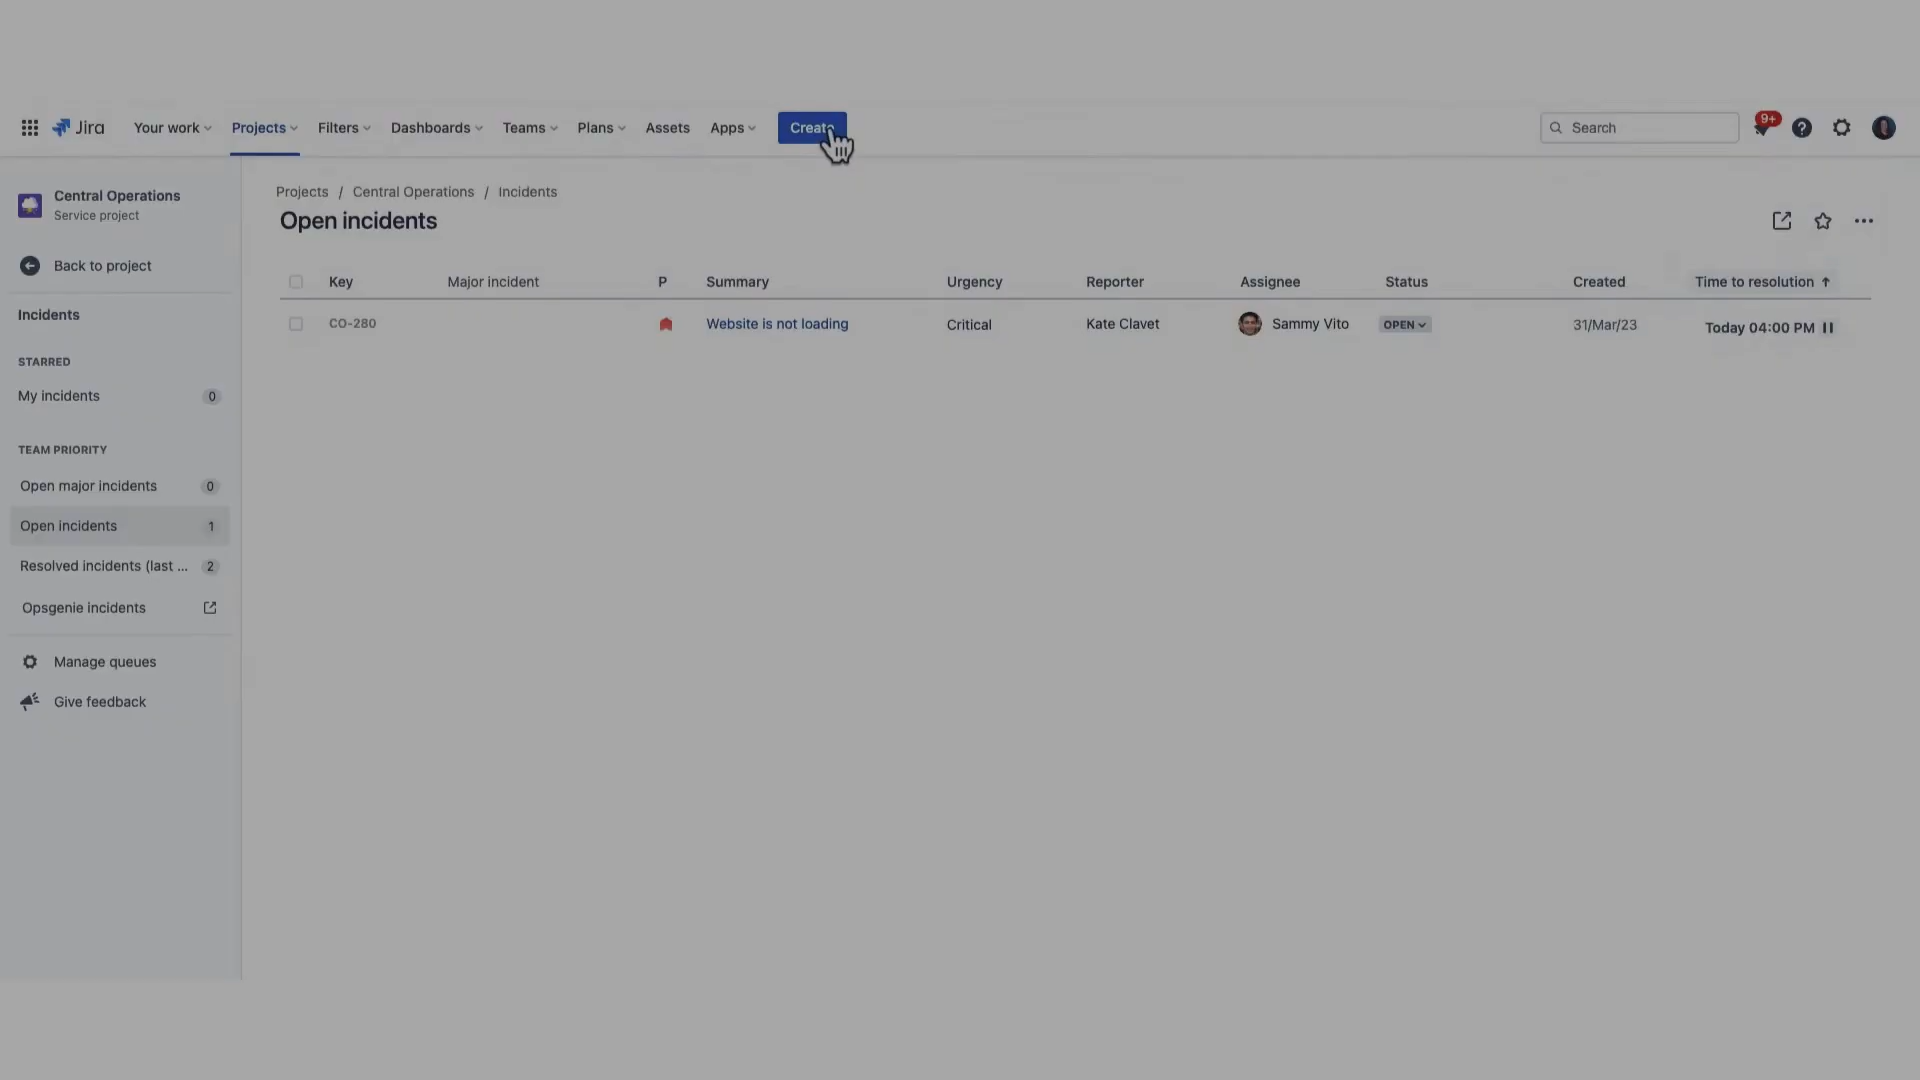 Jira Your work Projects Filters Dashboards Teams Plans Assets Apps Create Search 9+
Central Operations
Service project
Back to project
Incidents
STARRED
My incidents 0
TEAM PRIORITY
Open major incidents 0
Open incidents 1
Resolved incidents (last ... 2
Opsgenie incidents
Manage queues
Give feedback
Projects / Central Operations / Incidents
Open incidents
Key Major incident P Summary Urgency Reporter Assignee Status Created Time to resolution
CO-280 Website is not loading Critical Kate Clavet Sammy Vito OPEN 31/Mar/23 Today 04:00 PM